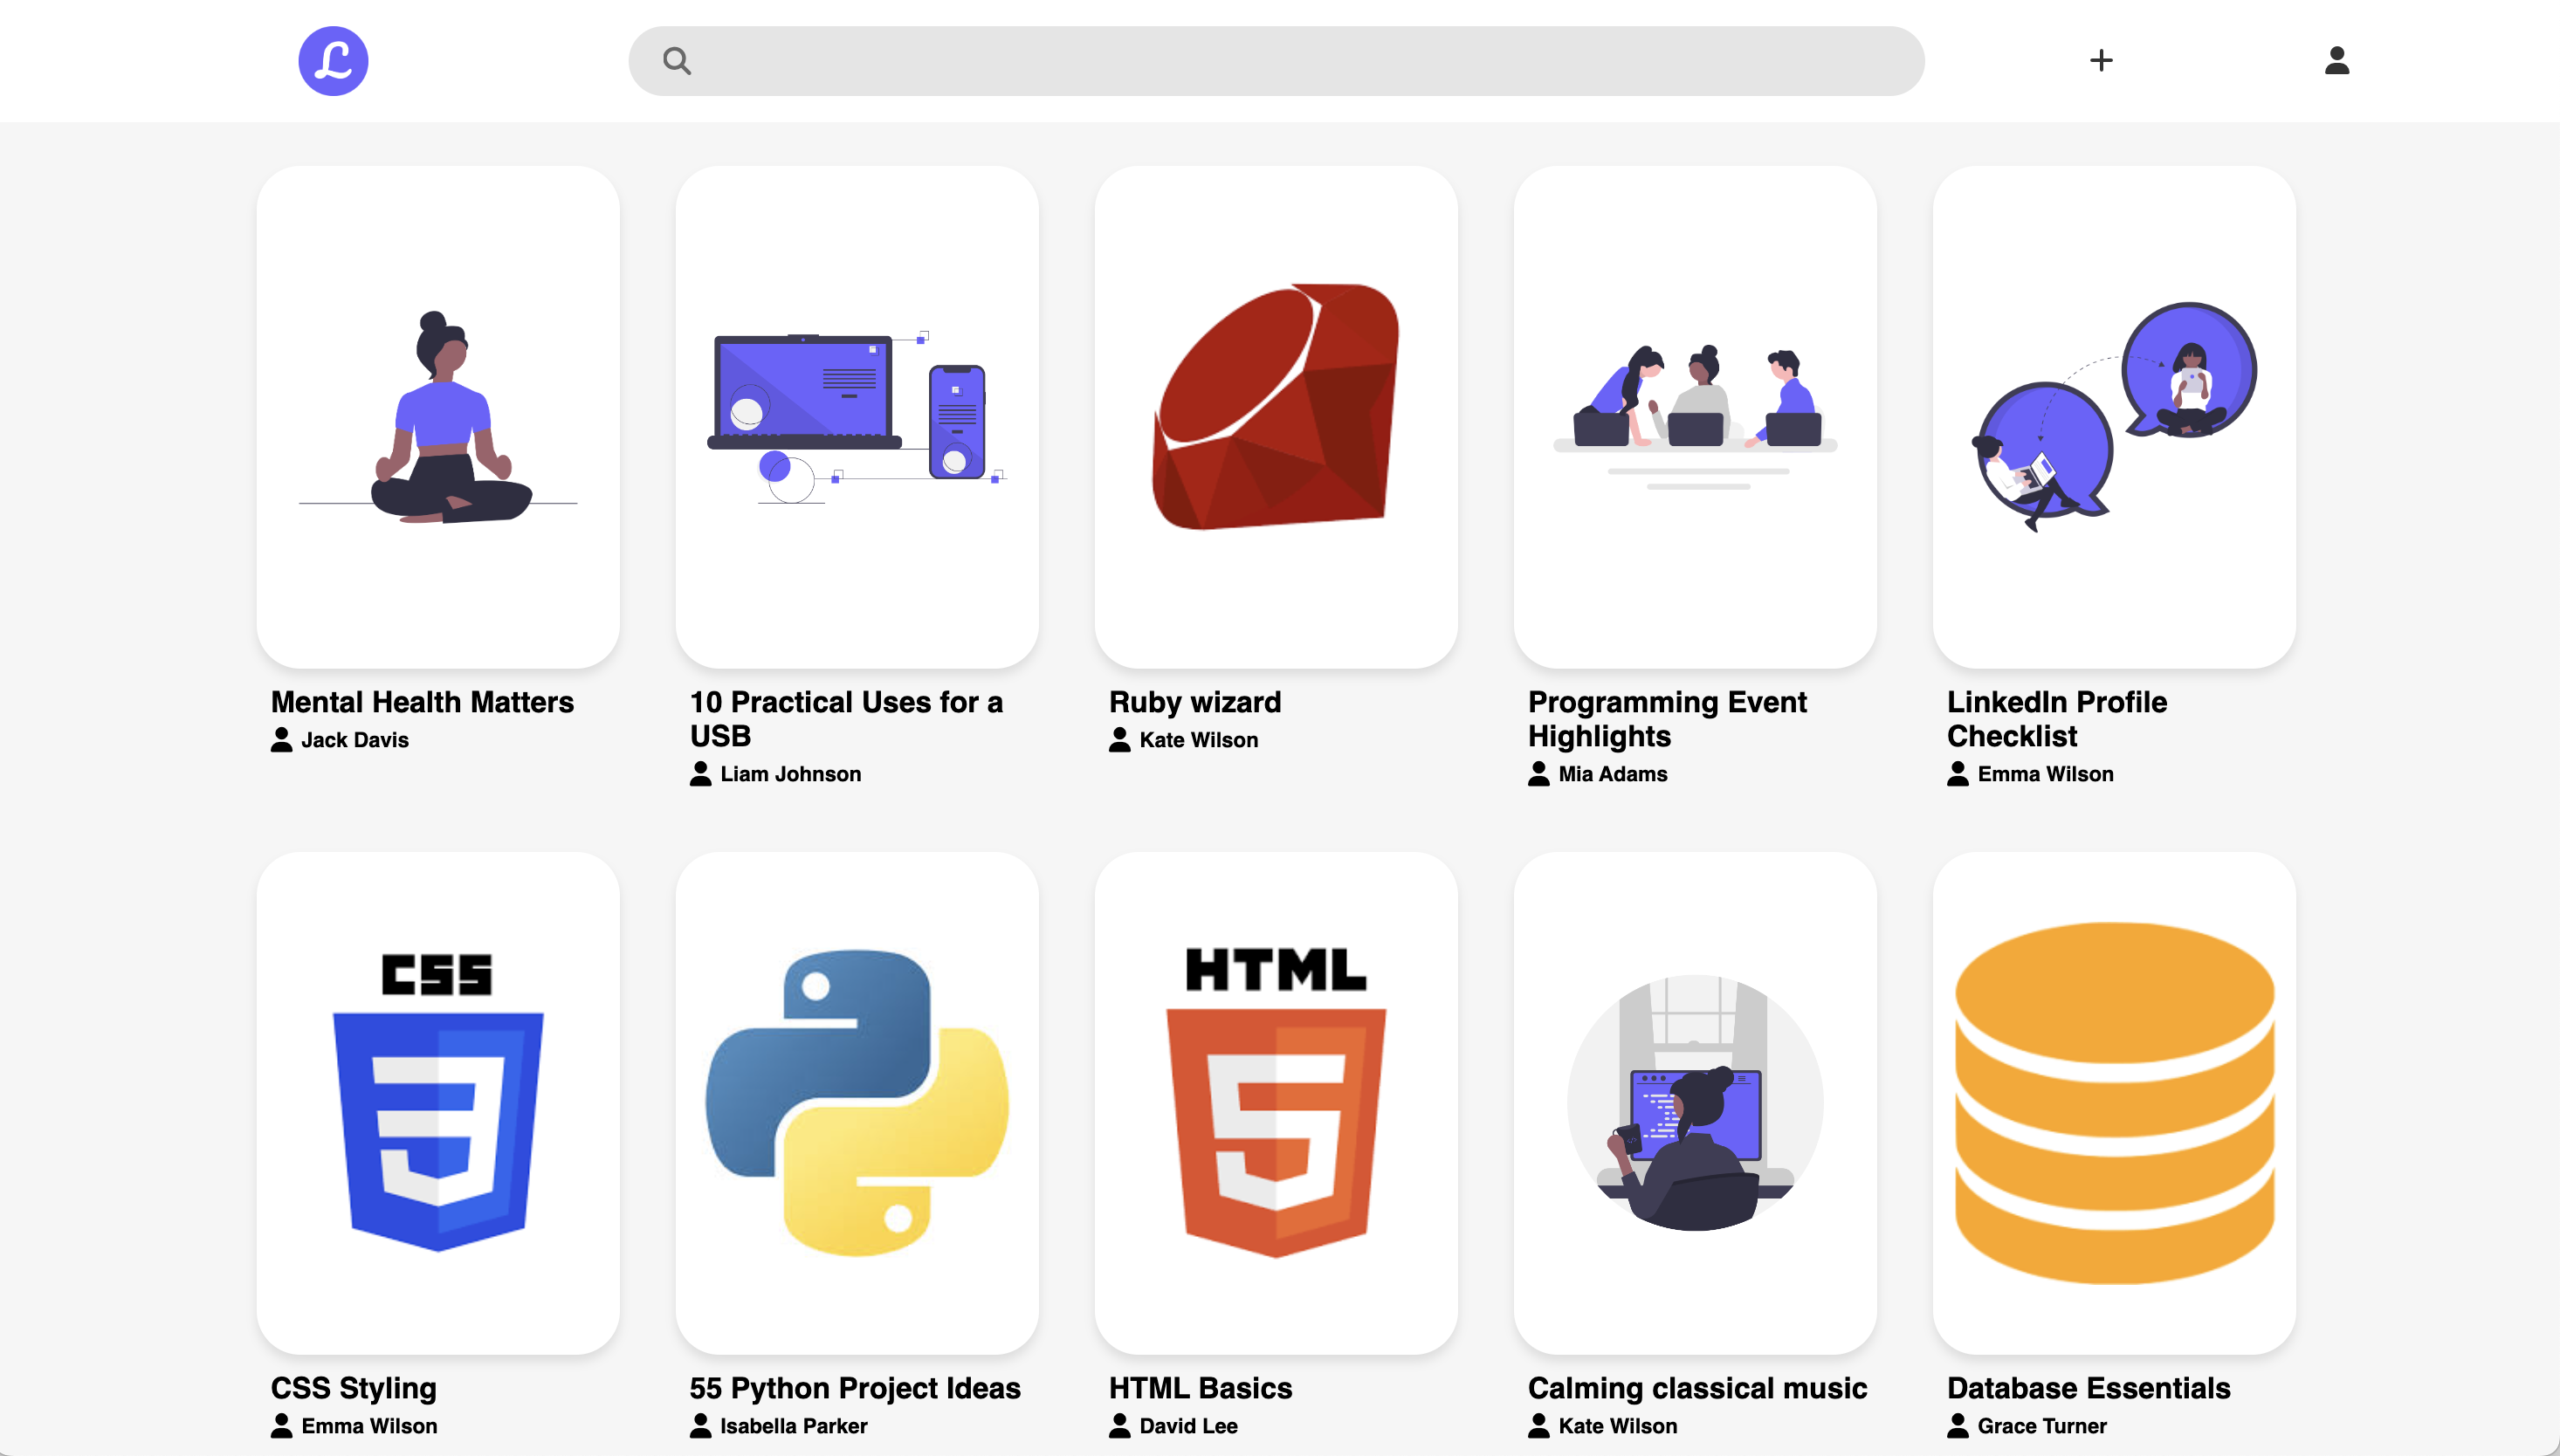 L
Mental Health Matters
Jack Davis
10 Practical Uses for a
USB
Liam Johnson
Ruby wizard
Kate Wilson
Programming Event
Highlights
Mia Adams
LinkedIn Profile
Checklist
Emma Wilson
CSS
CSS Styling
Emma Wilson
55 Python Project Ideas
Isabella Parker
HTML
5
HTML Basics
David Lee
Calming classical music
Kate Wilson
Database Essentials
Grace Turner